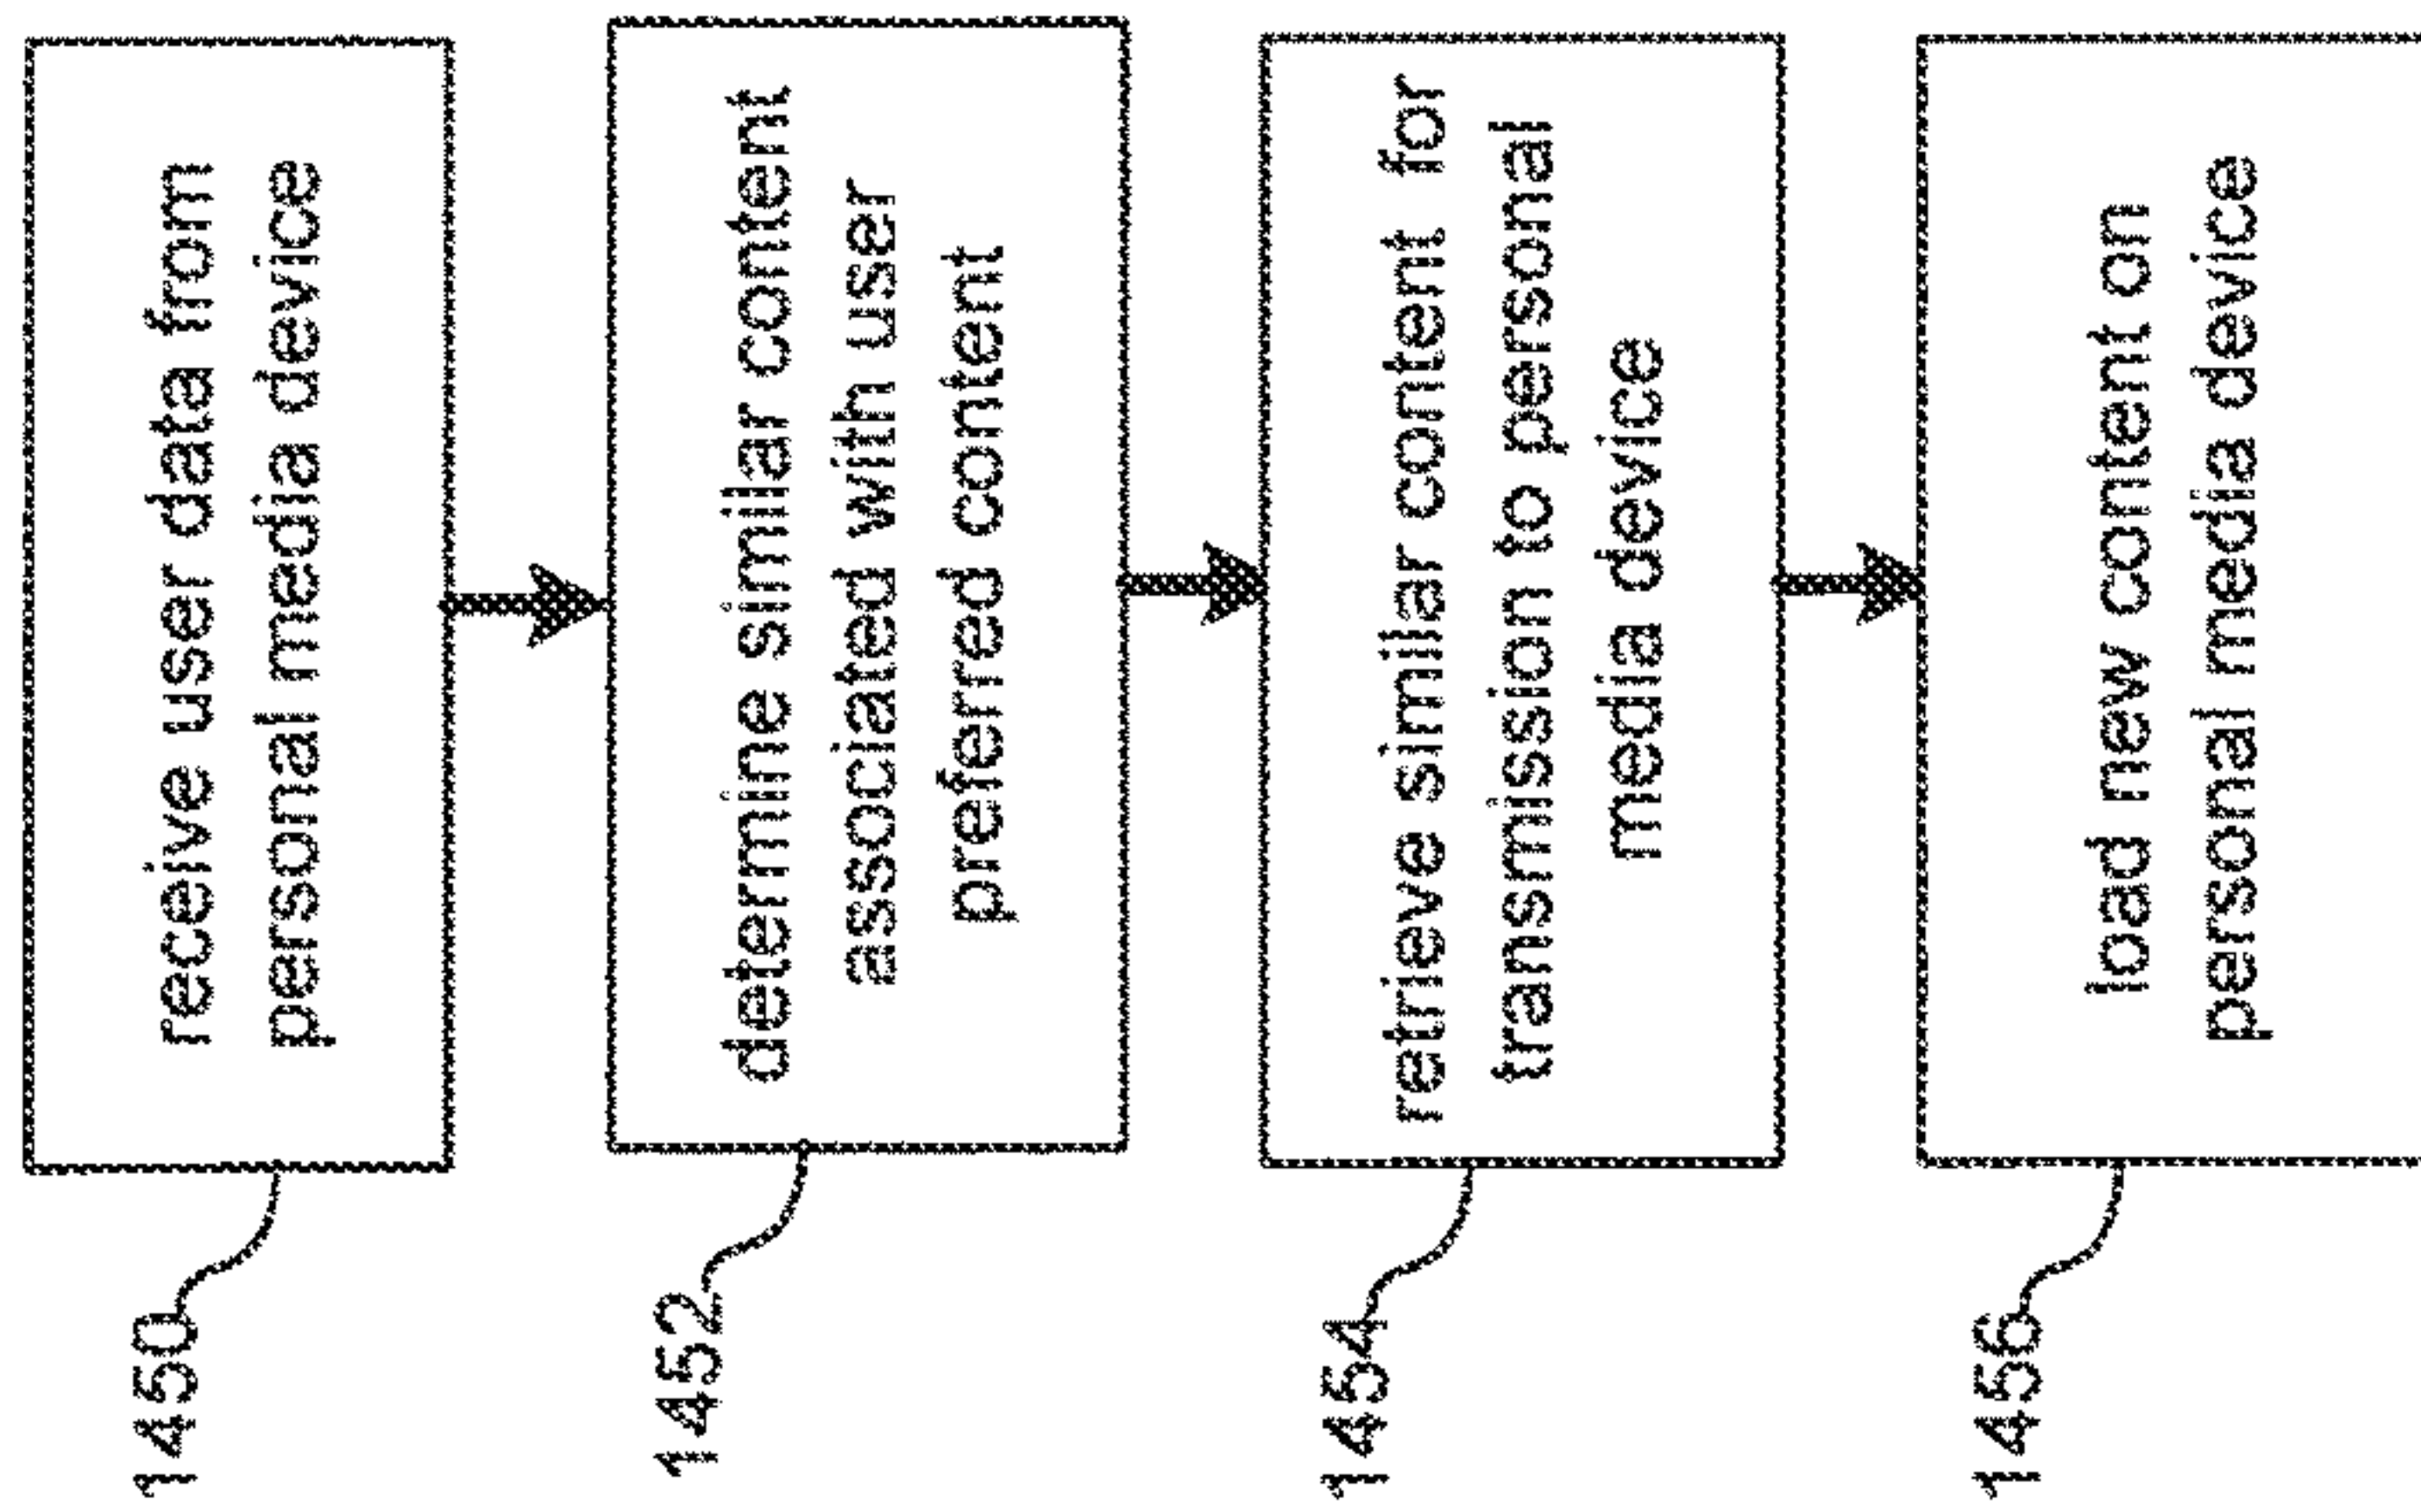 1450
receive user data from
personal media device
1452
determine similar content
associated with user
preferred content
1454
retrieve similar content for
transmission to personal
media device
1456
load new content on
personal media device